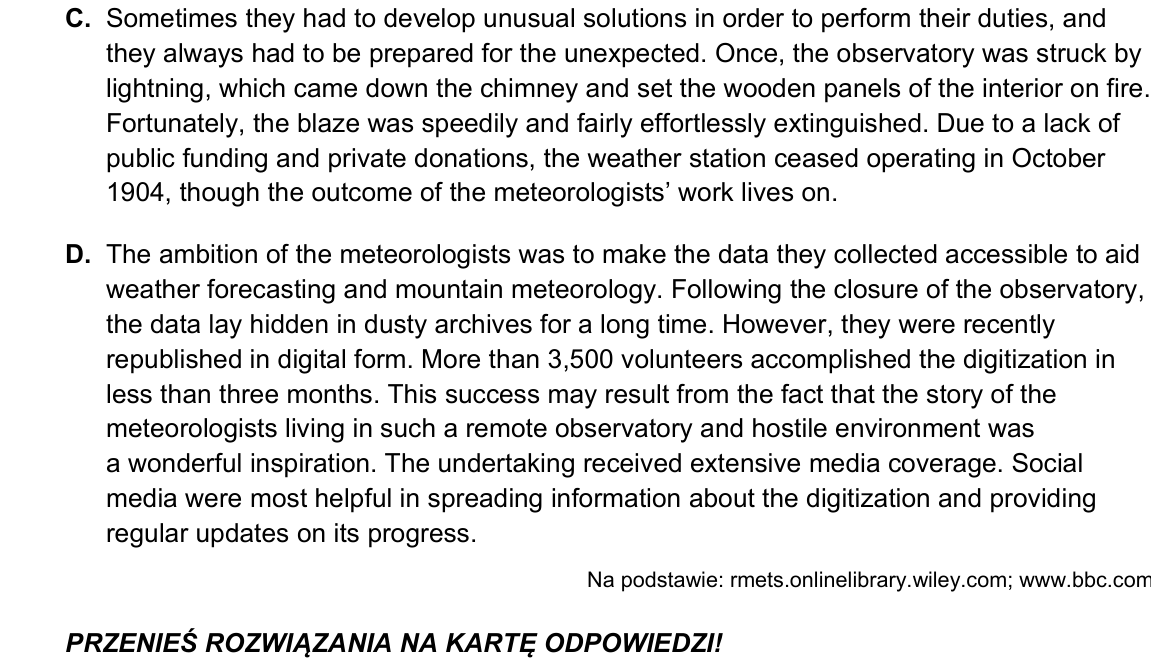 C. Sometimes they had to develop unusual solutions in order to perform their duties, and
they always had to be prepared for the unexpected. Once, the observatory was struck by
lightning, which came down the chimney and set the wooden panels of the interior on fire.
Fortunately, the blaze was speedily and fairly effortlessly extinguished. Due to a lack of
public funding and private donations, the weather station ceased operating in October
1904, though the outcome of the meteorologists’ work lives on.
D. The ambition of the meteorologists was to make the data they collected accessible to aid
weather forecasting and mountain meteorology. Following the closure of the observatory,
the data lay hidden in dusty archives for a long time. However, they were recently
republished in digital form. More than 3,500 volunteers accomplished the digitization in
less than three months. This success may result from the fact that the story of the
meteorologists living in such a remote observatory and hostile environment was
a wonderful inspiration. The undertaking received extensive media coverage. Social
media were most helpful in spreading information about the digitization and providing
regular updates on its progress.
Na podstawie: rmets.onlinelibrary.wiley.com; www.bbc.com
PRZENIEŚ ROZWIĄZANIA NA KARTĘ ODPOWIEDZI!